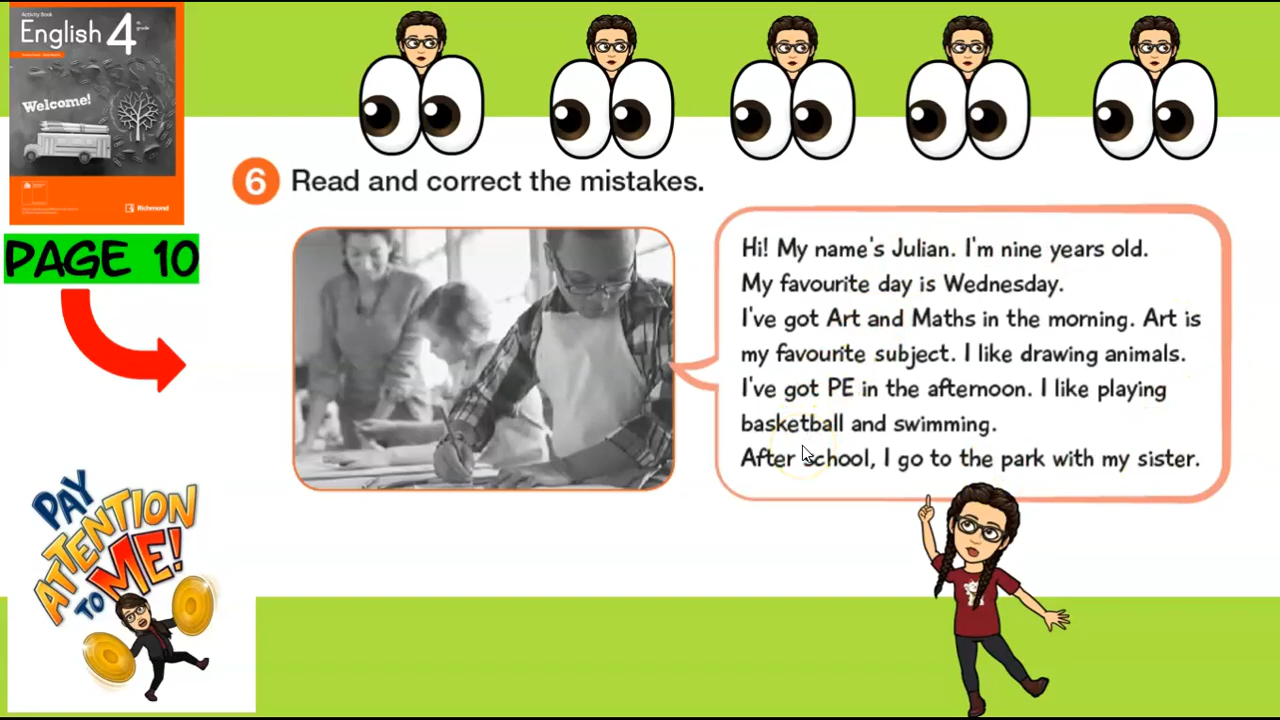 Activity Book
English 4
grade
Welcome!
Richmond
PAGE 10
6 Read and correct the mistakes.
Hi! My name's Julian. I'm nine years old.
My favourite day is Wednesday.
I've got Art and Maths in the morning. Art is
my favourite subject. I like drawing animals.
I've got PE in the afternoon. I like playing
basketball and swimming.
After school, I go to the park with my sister.
PAY
ATTENTION
TO ME!